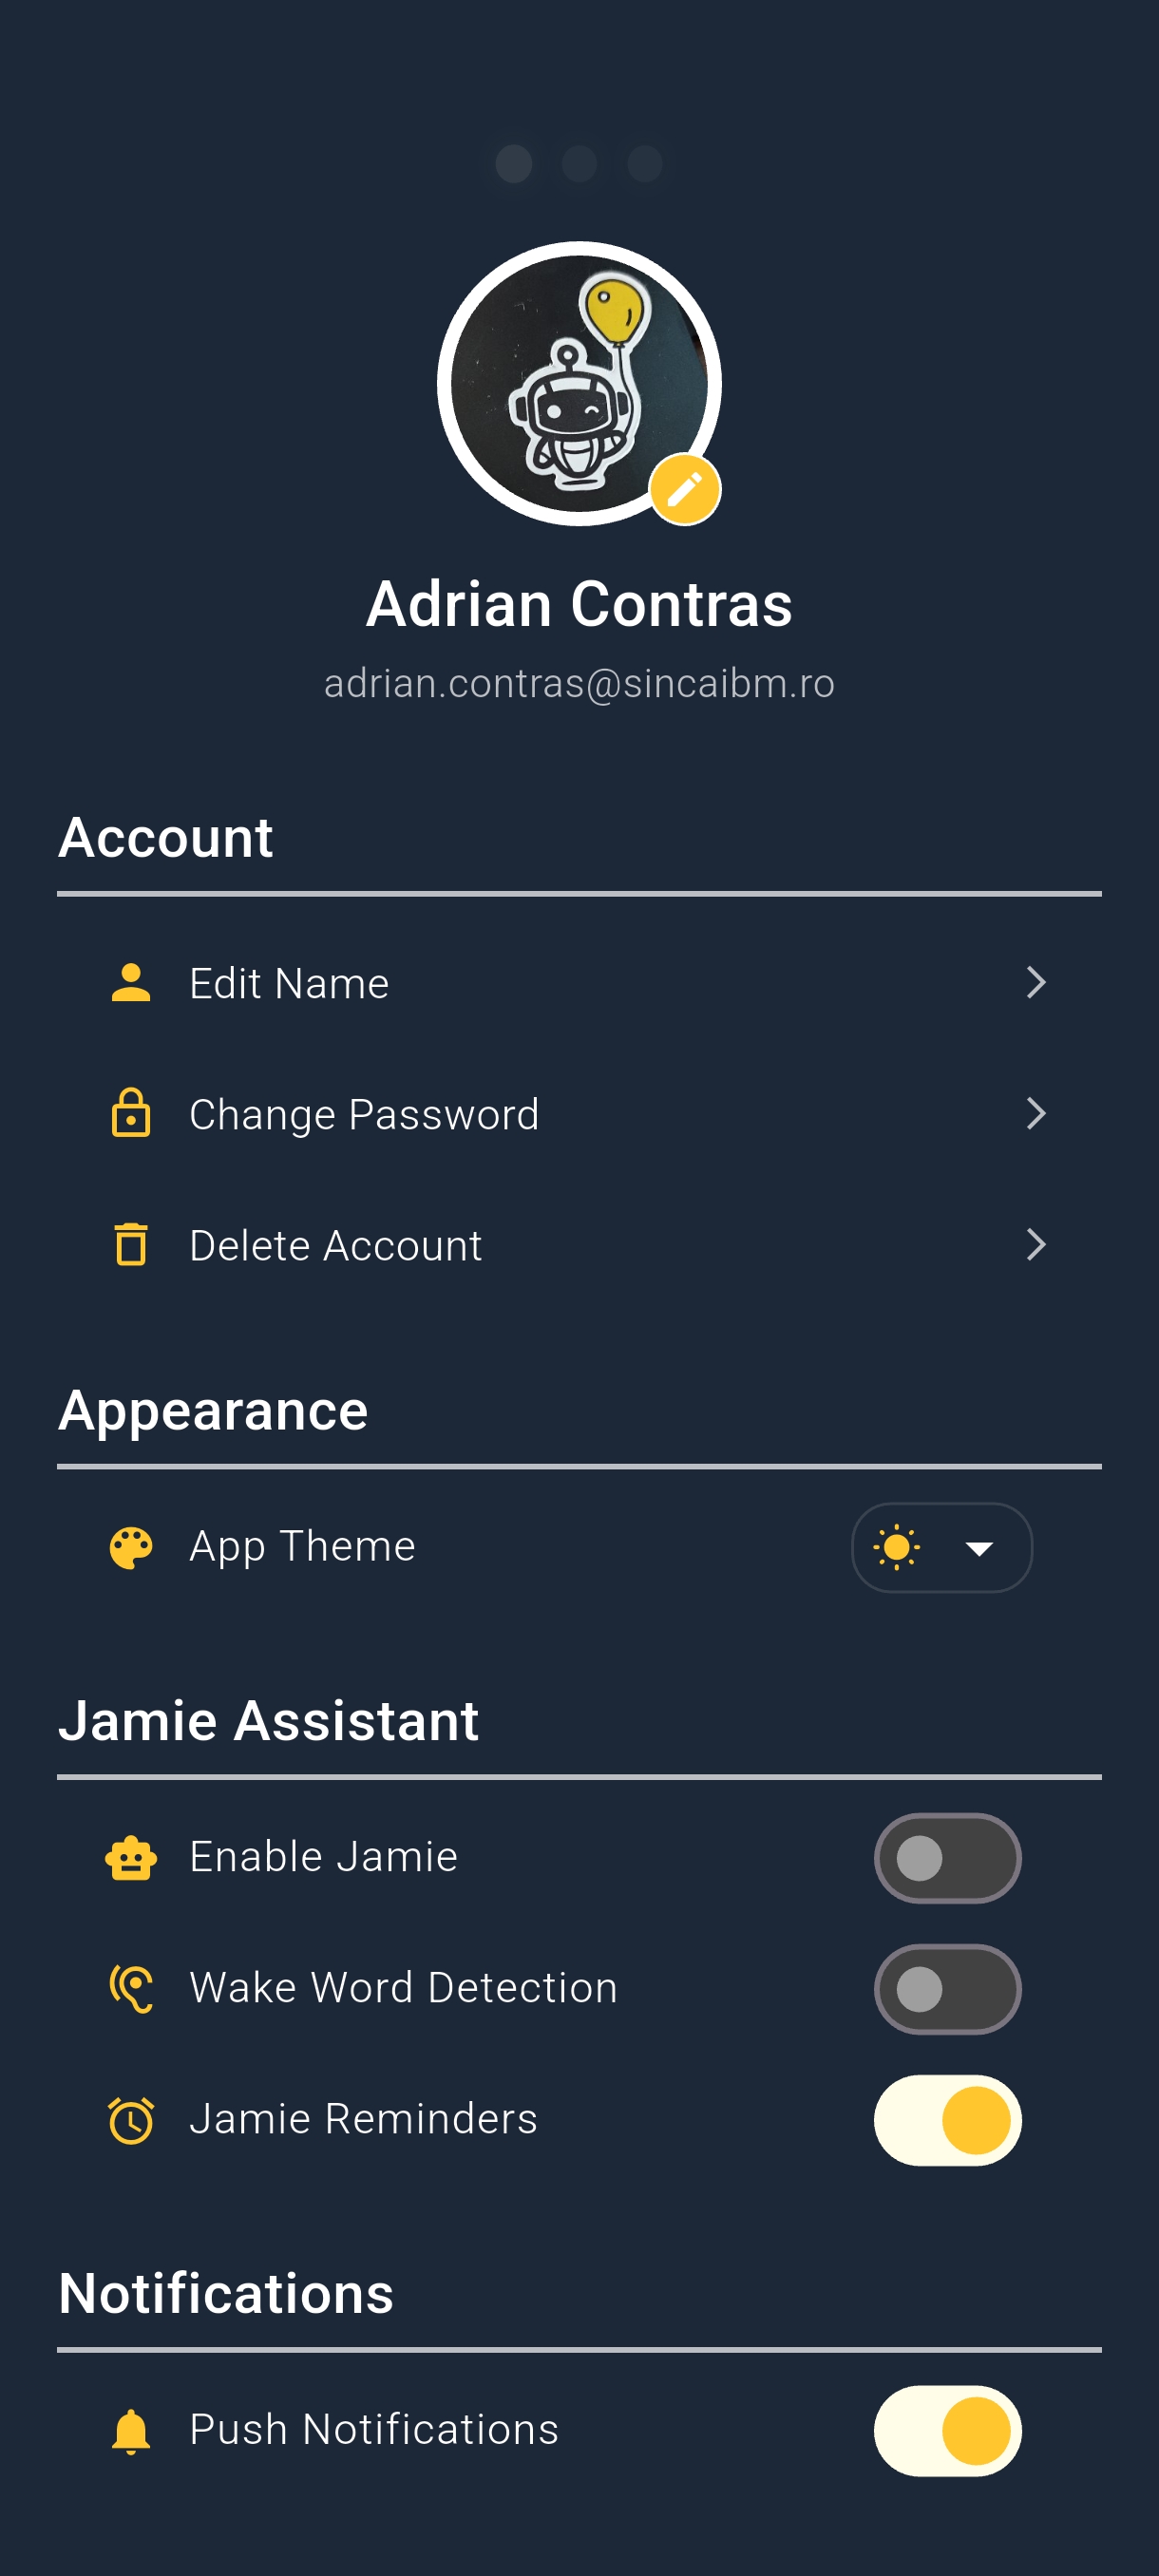 Adrian Contras
adrian.contras@sincaibm.ro
Account
Edit Name
Change Password
Delete Account
Appearance
App Theme
Jamie Assistant
Enable Jamie
Wake Word Detection
Jamie Reminders
Notifications
Push Notifications